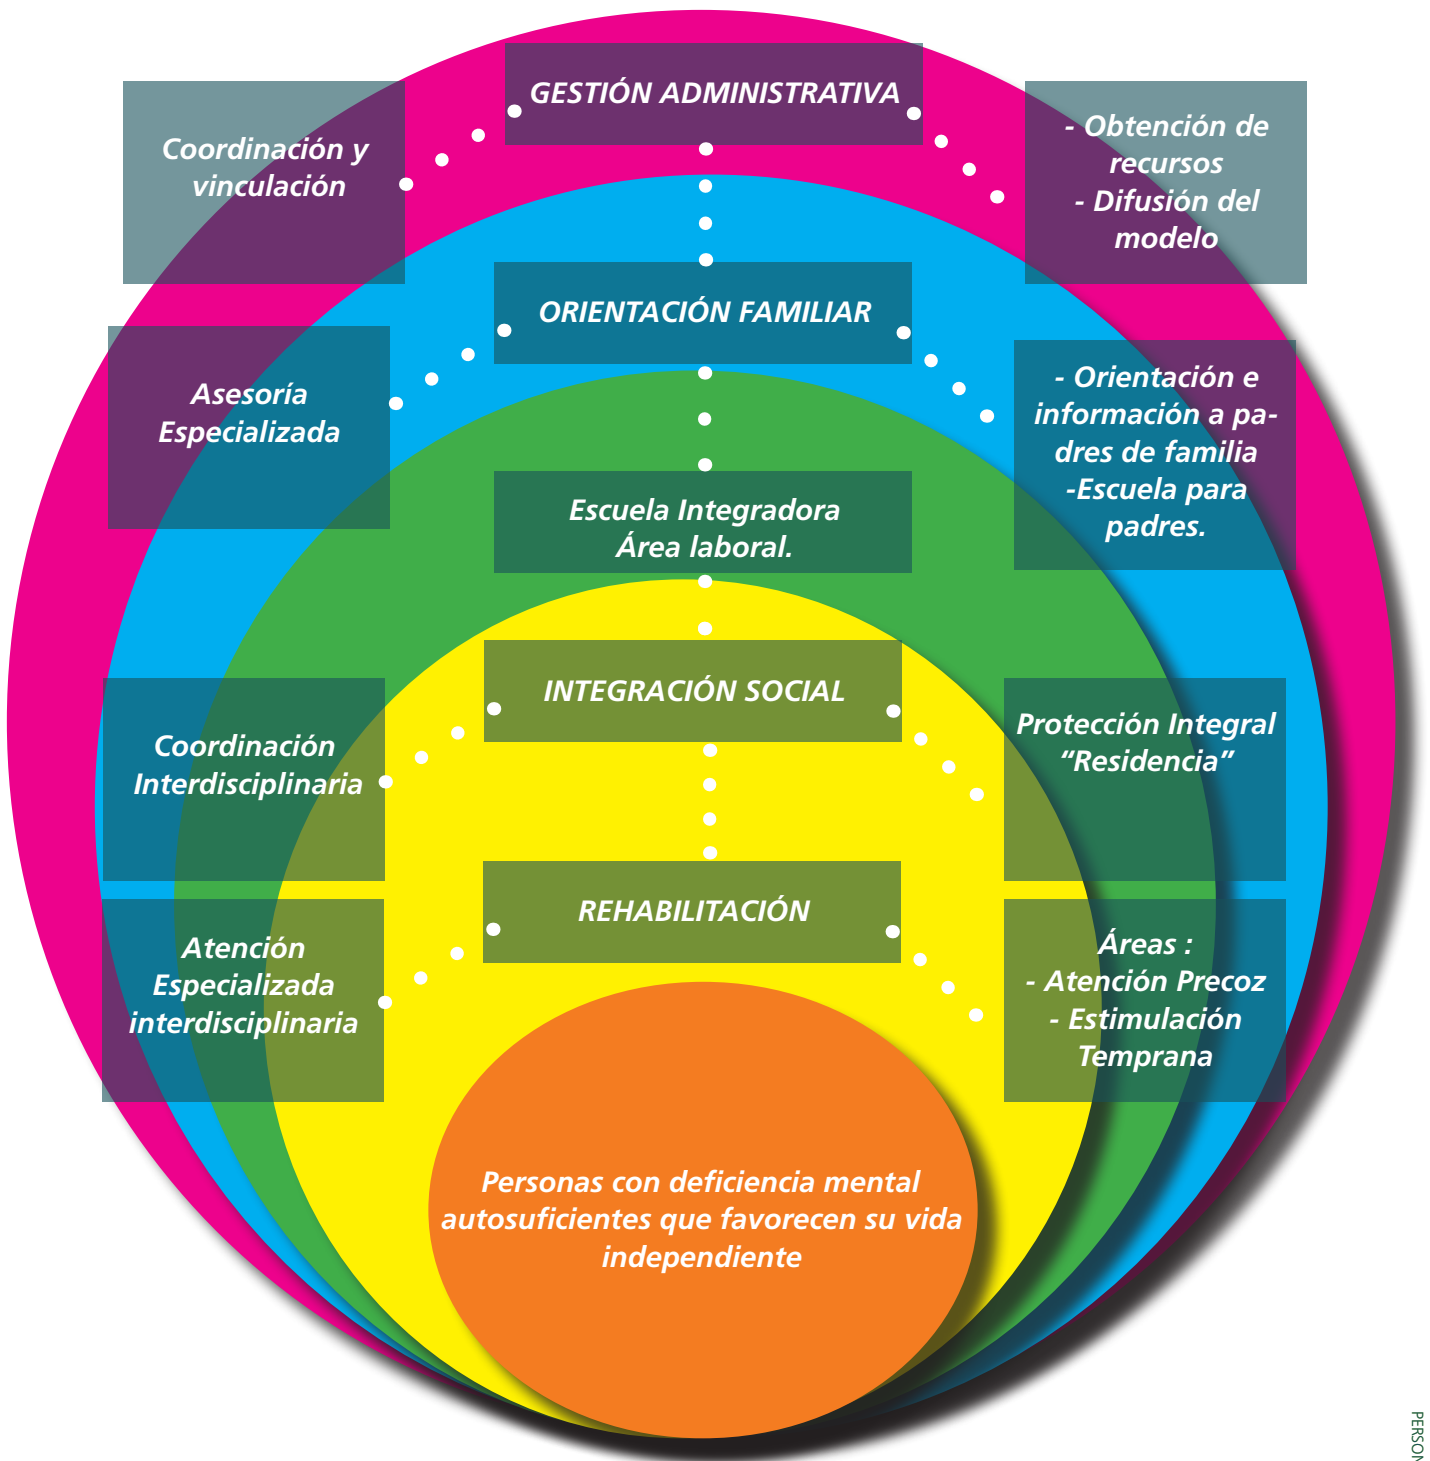 GESTIÓN ADMINISTRATIVA
Coordinación y
vinculación
- Obtención de
recursos
- Difusión del
modelo
ORIENTACIÓN FAMILIAR
Asesoría
Especializada
- Orientación e
información a pa-
dres de familia
-Escuela para
padres.
Escuela Integradora
Área laboral.
INTEGRACIÓN SOCIAL
Coordinación
Interdisciplinaria
Protección Integral
“Residencia”
REHABILITACIÓN
Atención
Especializada
interdisciplinaria
Áreas :
- Atención Precoz
- Estimulación
Temprana
Personas con deficiencia mental
autosuficientes que favorecen su vida
independiente